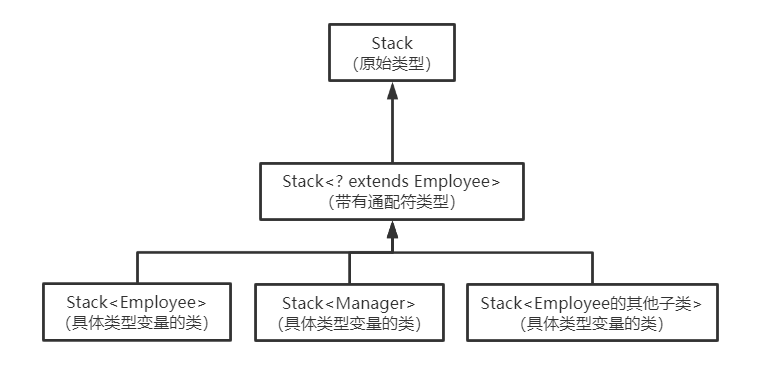 Stack
（原始类型）
Stack<? extends Employee>
（带有通配符类型）
Stack<Employee>
（具体类型变量的类）
Stack<Manager>
（具体类型变量的类）
Stack<Employee的其他子类>
（具体类型变量的类）